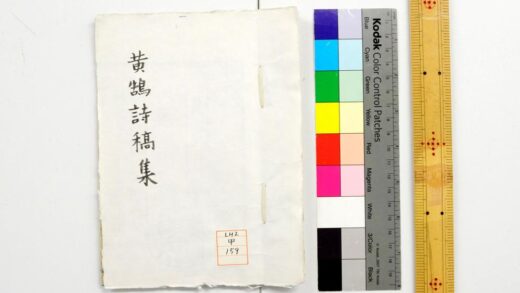 黄鵠詩稿集
LH2
甲
159
Kodak Color Control Patches
Blue
Cyan
Green
Yellow
Red
Magenta
White
3/Color
Black